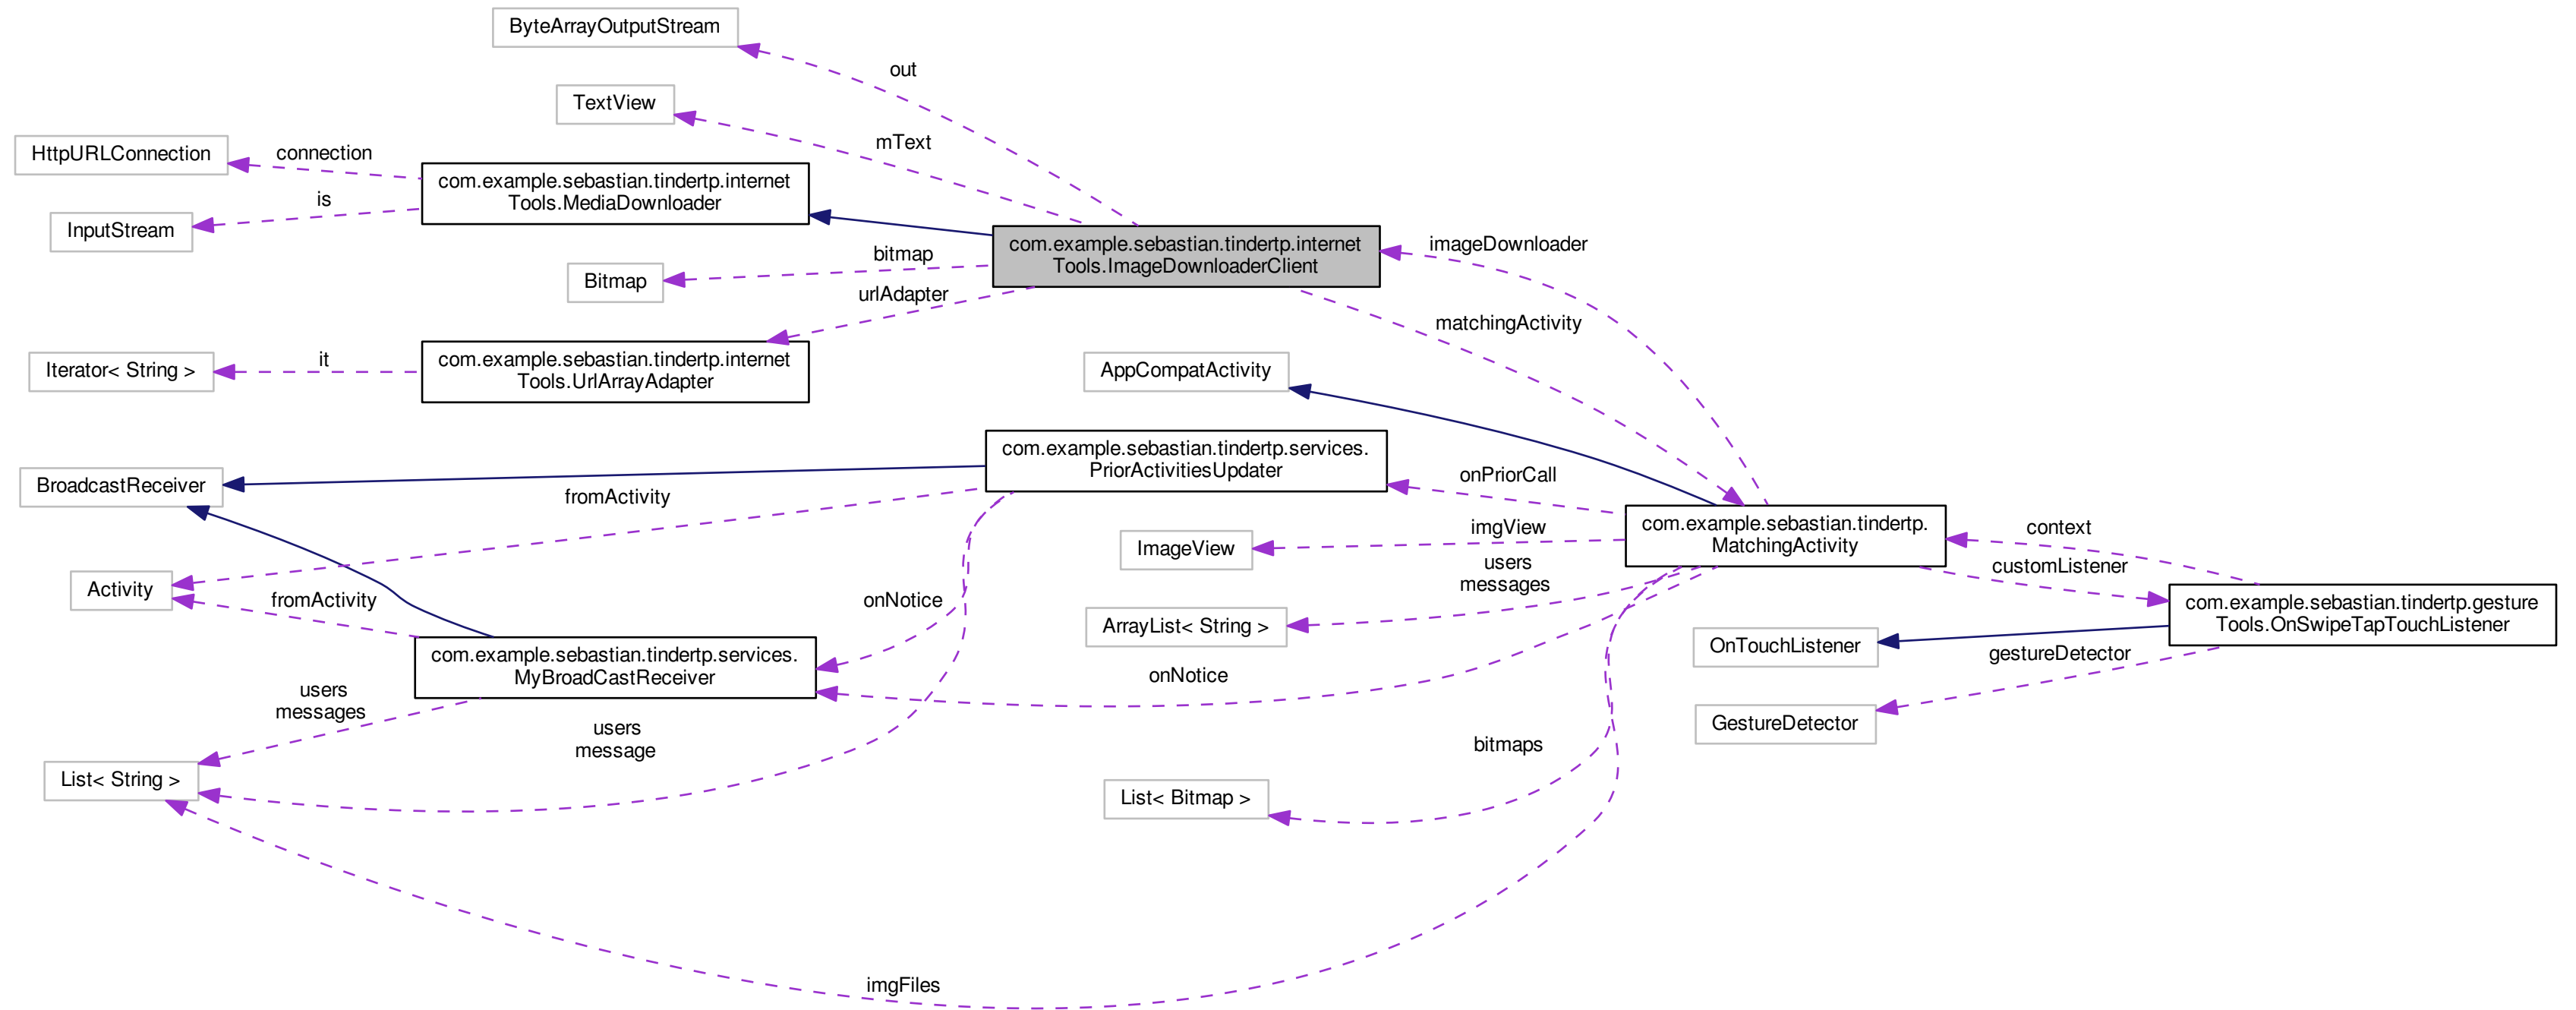 ByteArrayOutputStream
out
TextView
mText
HttpURLConnection
connection
com.example.sebastian.tindertp.internet
Tools.MediaDownloader
is
InputStream
com.example.sebastian.tindertp.internet
Tools.ImageDownloaderClient
imageDownloader
bitmap
Bitmap
urlAdapter
matchingActivity
Iterator< String >
it
com.example.sebastian.tindertp.internet
Tools.UrlArrayAdapter
AppCompatActivity
com.example.sebastian.tindertp.services.
PriorActivitiesUpdater
onPriorCall
BroadcastReceiver
fromActivity
imgView
ImageView
com.example.sebastian.tindertp.
MatchingActivity
context
users
messages
customListener
Activity
fromActivity
onNotice
ArrayList< String >
com.example.sebastian.tindertp.gesture
Tools.OnSwipeTapTouchListener
OnTouchListener
gestureDetector
com.example.sebastian.tindertp.services.
MyBroadCastReceiver
onNotice
users
messages
users
message
GestureDetector
bitmaps
List< String >
List< Bitmap >
imgFiles